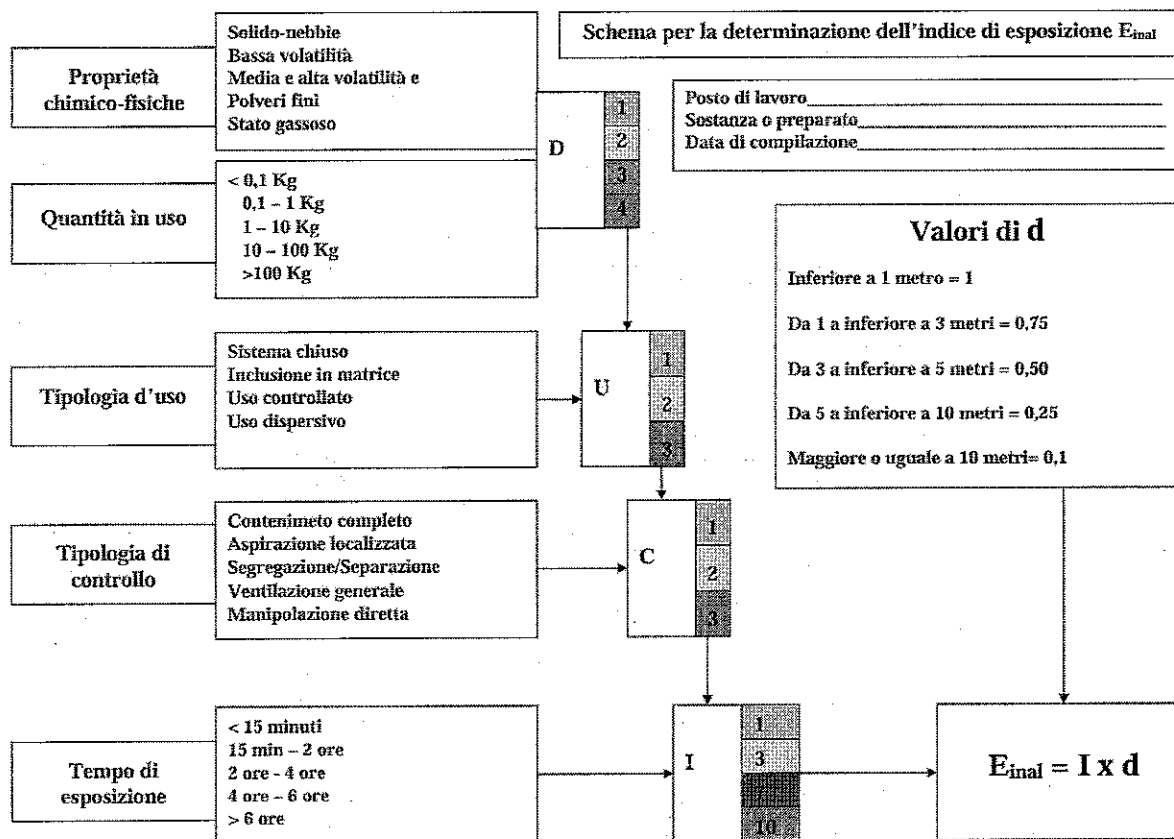 Schema per la determinazione dell'indice di esposizione Einal
Posto di lavoro
Sostanza o preparato
Data di compilazione
Proprietà
chimico-fisiche
Solido-nebbie
Bassa volatilità
Media e alta volatilità e
Polveri fini
Stato gassoso
Quantità in uso
< 0,1 Kg
0,1 – 1 Kg
1 – 10 Kg
10 – 100 Kg
>100 Kg
D
1
2
3
4
Tipologia d'uso
Sistema chiuso
Inclusione in matrice
Uso controllato
Uso dispersivo
U
1
2
3
Tipologia di
controllo
Contenimeto completo
Aspirazione localizzata
Segregazione/Separazione
Ventilazione generale
Manipolazione diretta
C
1
2
3
Tempo di
esposizione
< 15 minuti
15 min – 2 ore
2 ore - 4 ore
4 ore – 6 ore
> 6 ore
I
1
3
7
10
Valori di d
Inferiore a 1 metro = 1
Da 1 a inferiore a 3 metri = 0,75
Da 3 a inferiore a 5 metri = 0,50
Da 5 a inferiore a 10 metri = 0,25
Maggiore o uguale a 10 metri= 0,1
Einal = I x d